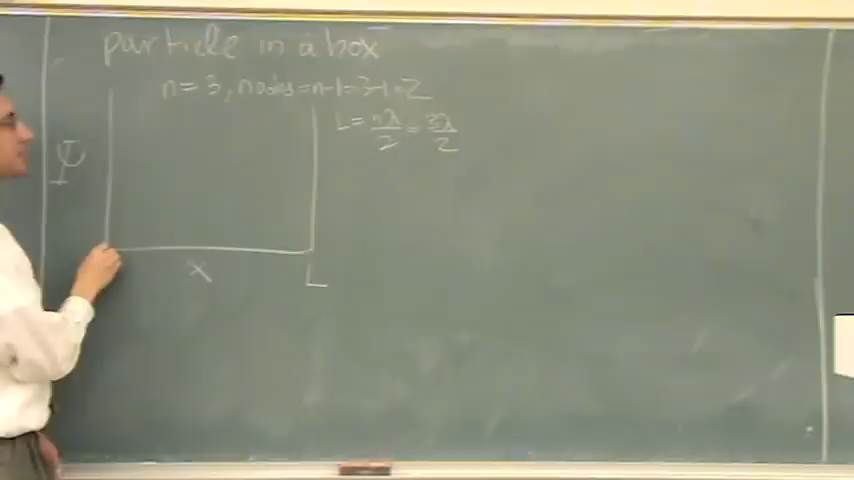 particle in a box
n=3, nodes=n-1=3-1=2
L = nλ/2 = 3λ/2
Ψ
x
L